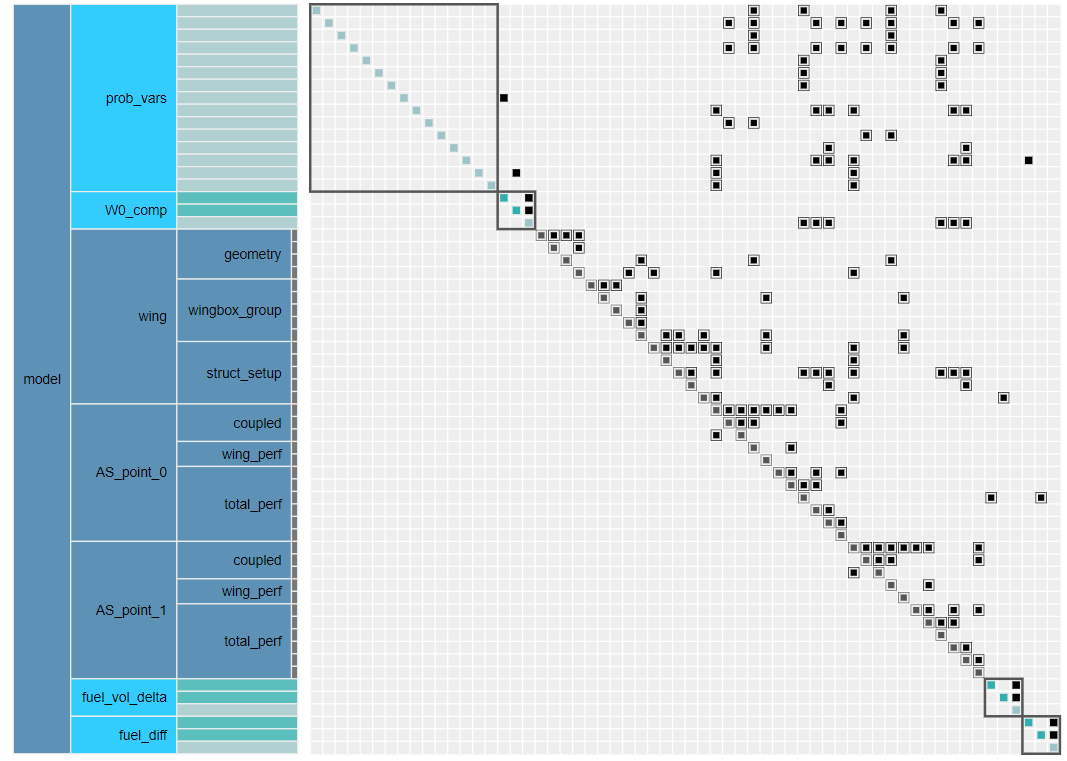 model
prob_vars
W0_comp
wing
geometry
wingbox_group
struct_setup
AS_point_0
coupled
wing_perf
total_perf
AS_point_1
coupled
wing_perf
total_perf
fuel_vol_delta
fuel_diff